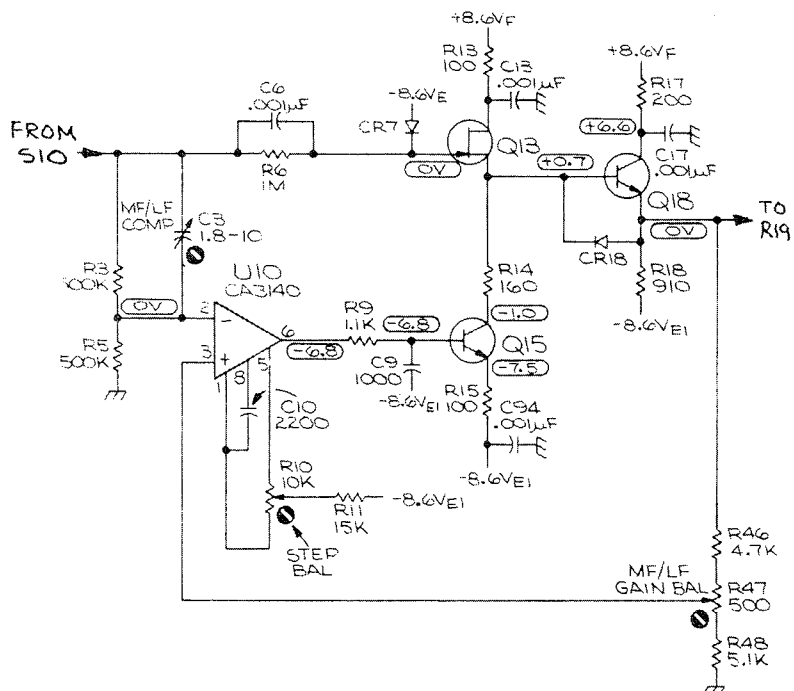 +8.6VF
R13
100
C13
.001µF
+8.6VF
R17
200
C6
.001µF
-8.6VE
CR7
+6.6
FROM
S10
Q13
+0.7
C17
.001µF
0V
R6
1M
Q18
TO
R19
MF/LF
COMP
C3
1.8-10
0V
CR18
U10
CA3140
R14
160
R18
910
R3
500K
0V
2
-
R9
1.1K
-6.8
-1.0
-8.6VE1
6
-6.8
Q15
3
+
R5
500K
C9
1000
-7.5
1
8
5
-8.6VE1
R15
100
C94
.001µF
C10
2200
R10
10K
-8.6VE1
-8.6VE1
R11
15K
STEP
BAL
R46
4.7K
MF/LF
GAIN BAL
R47
500
R48
5.1K